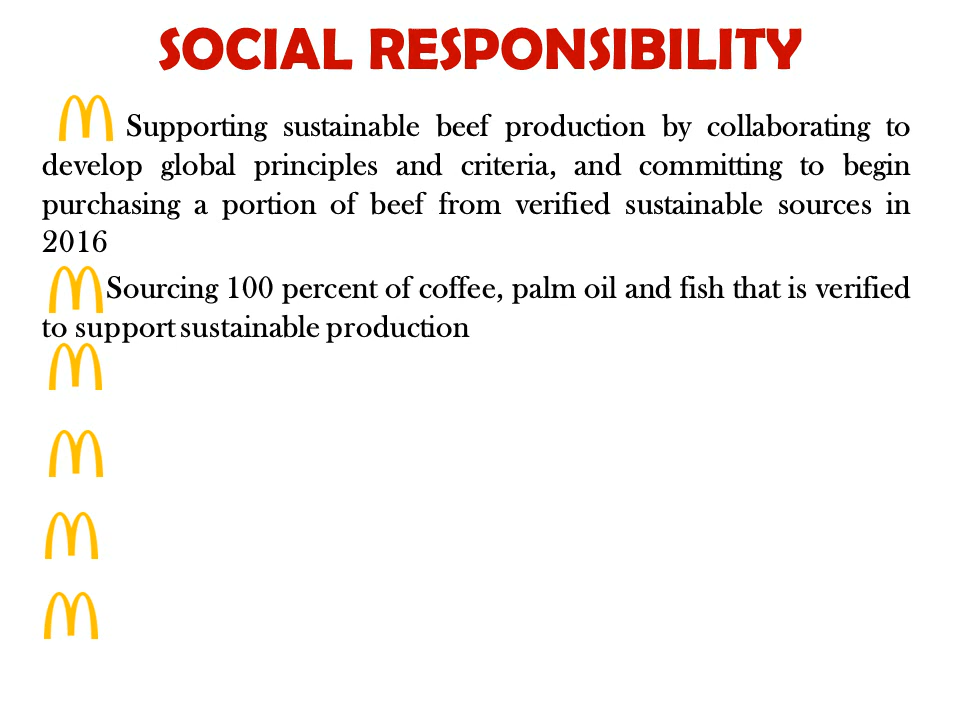 SOCIAL RESPONSIBILITY
Supporting sustainable beef production by collaborating to
develop global principles and criteria, and committing to begin
purchasing a portion of beef from verified sustainable sources in
2016
Sourcing 100 percent of coffee, palm oil and fish that is verified
to support sustainable production